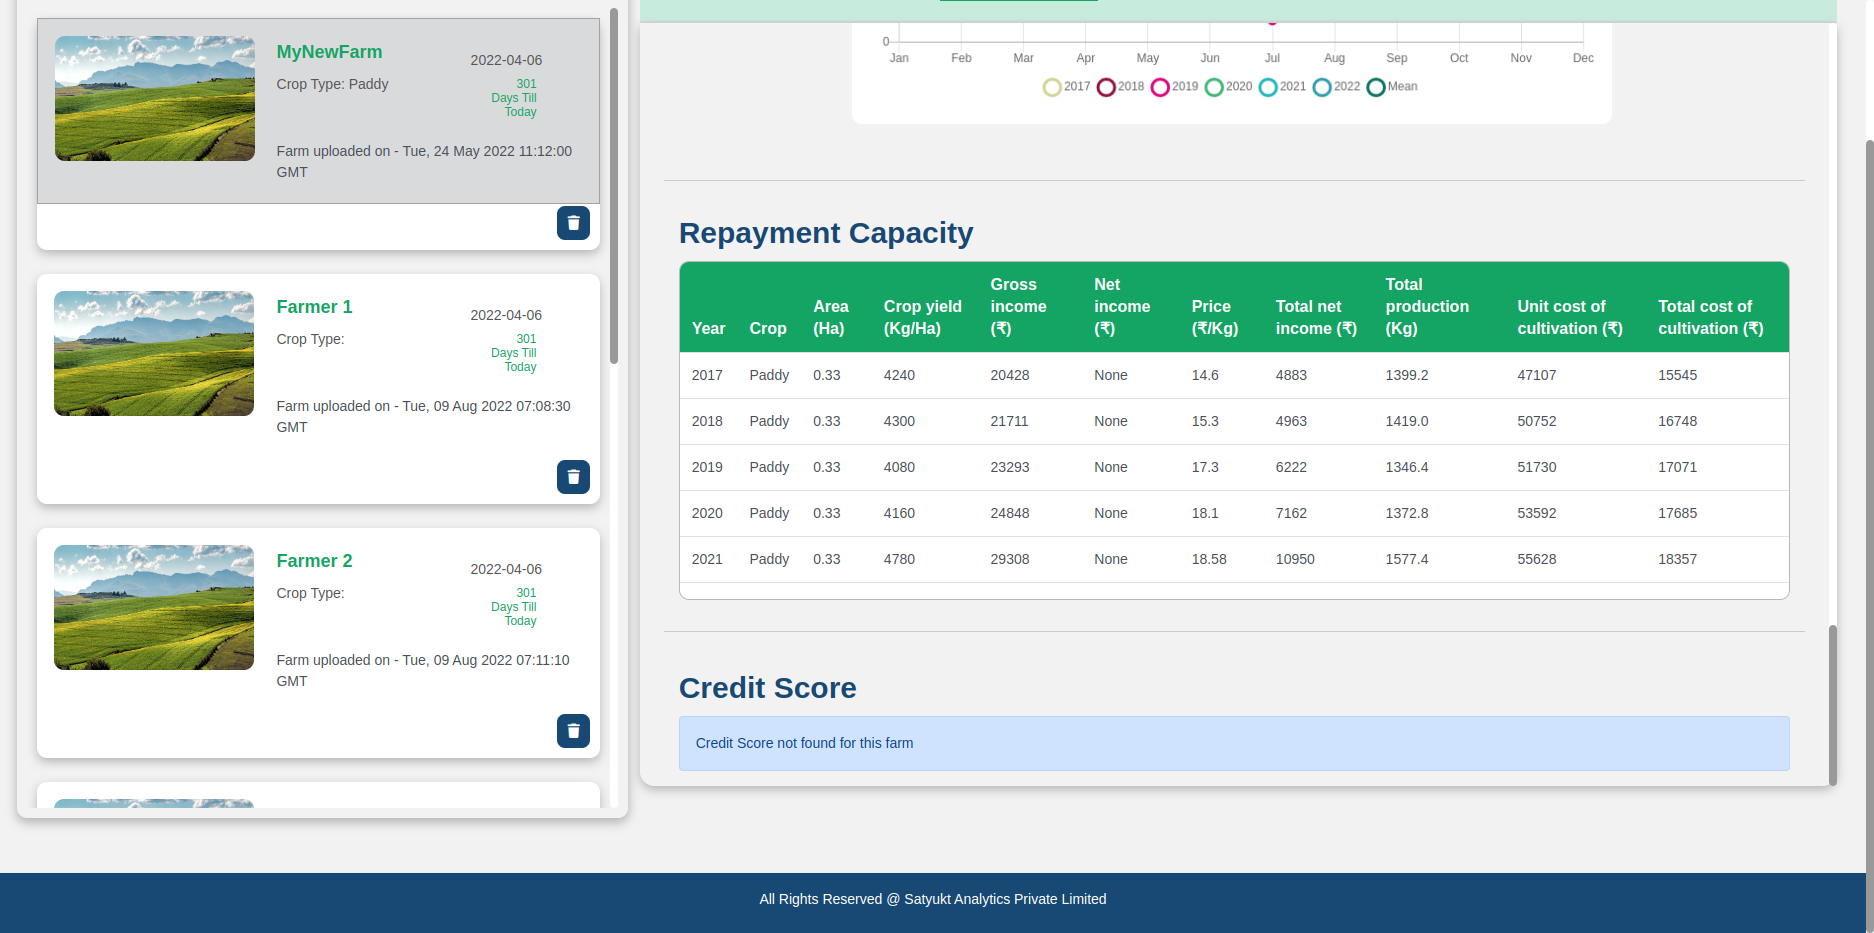 MyNewFarm
2022-04-06
Crop Type: Paddy
301
Days Till
Today
Farm uploaded on - Tue, 24 May 2022 11:12:00
GMT
Farmer 1
2022-04-06
Crop Type:
301
Days Till
Today
Farm uploaded on - Tue, 09 Aug 2022 07:08:30
GMT
Farmer 2
2022-04-06
Crop Type:
301
Days Till
Today
Farm uploaded on - Tue, 09 Aug 2022 07:11:10
GMT
0
Jan Feb Mar Apr May Jun Jul Aug Sep Oct Nov Dec
2017 2018 2019 2020 2021 2022 Mean
Repayment Capacity
Year Crop Area (Ha) Crop yield (Kg/Ha) Gross income (₹) Net income (₹) Price (₹/Kg) Total net income (₹) Total production (Kg) Unit cost of cultivation (₹) Total cost of cultivation (₹)
2017 Paddy 0.33 4240 20428 None 14.6 4883 1399.2 47107 15545
2018 Paddy 0.33 4300 21711 None 15.3 4963 1419.0 50752 16748
2019 Paddy 0.33 4080 23293 None 17.3 6222 1346.4 51730 17071
2020 Paddy 0.33 4160 24848 None 18.1 7162 1372.8 53592 17685
2021 Paddy 0.33 4780 29308 None 18.58 10950 1577.4 55628 18357
Credit Score
Credit Score not found for this farm
All Rights Reserved @ Satyukt Analytics Private Limited